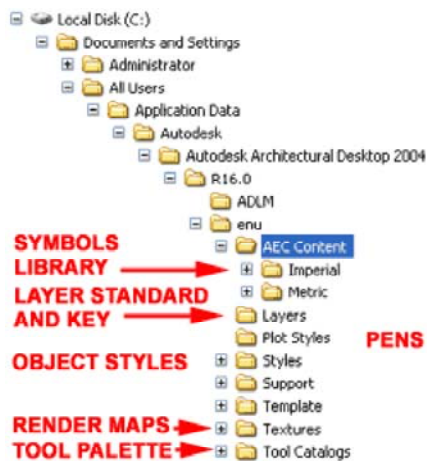 Local Disk (C:)
Documents and Settings
Administrator
All Users
Application Data
Autodesk
Autodesk Architectural Desktop 2004
R16.0
ADLM
enu
SYMBOLS LIBRARY
AEC Content
Imperial
Metric
LAYER STANDARD AND KEY
Layers
Plot Styles
PENS
OBJECT STYLES
Styles
Support
Template
RENDER MAPS
Textures
TOOL PALETTE
Tool Catalogs